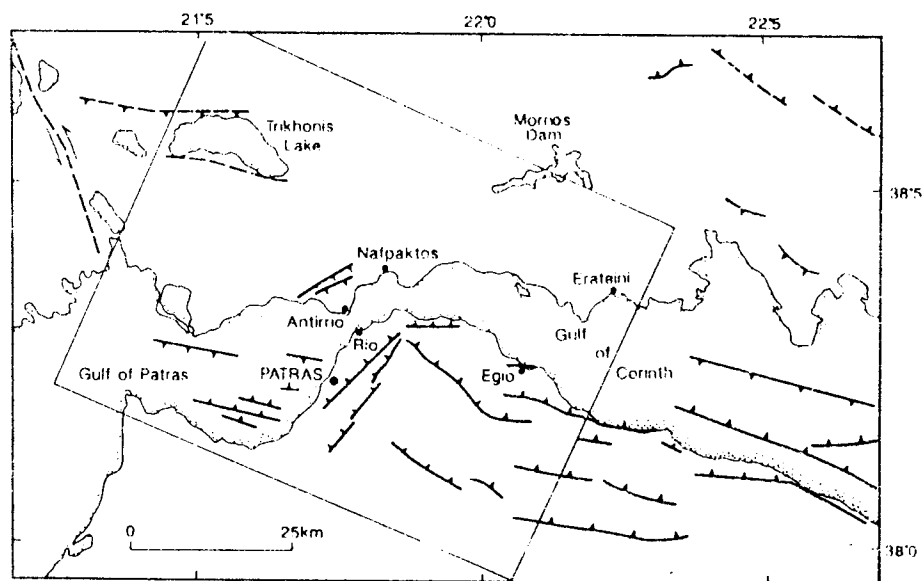 21°5
22°0
22°5
Trikhonis
Lake
Mornos
Dam
38°5
Nafpaktos
Erateini
Antirrio
Rio
Gulf
of
Corinth
Gulf of Patras
PATRAS
Egio
0
25km
38°0